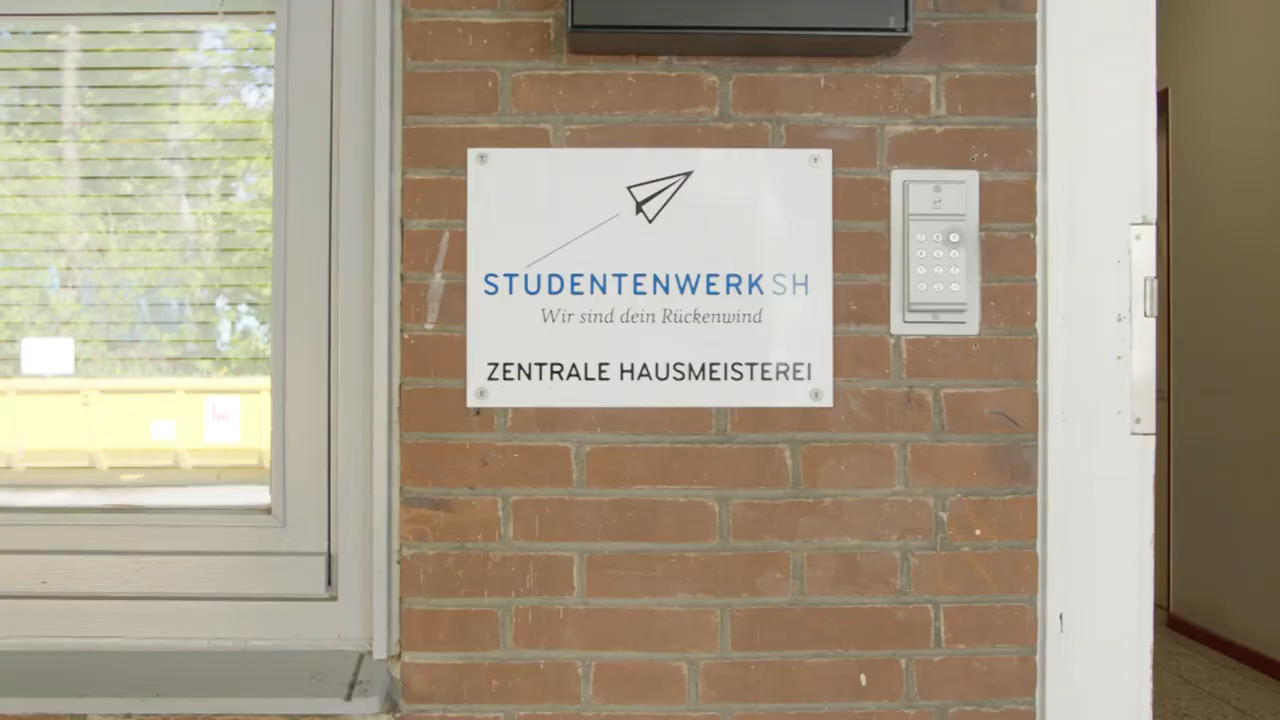 STUDENTENWERK SH
Wir sind dein Rückenwind
ZENTRALE HAUSMEISTEREI